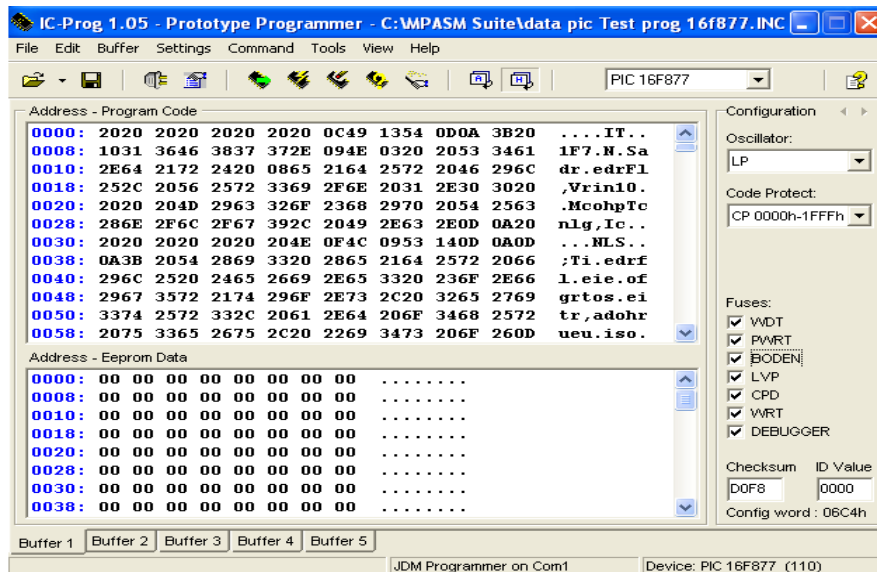 IC-Prog 1.05 - Prototype Programmer - C:\MPASM Suite\data pic Test prog 16f877.INC
File Edit Buffer Settings Command Tools View Help
PIC 16F877
Address - Program Code
0000: 2020 2020 2020 2020 0C49 1354 0D0A 3B20 ....IT..
0008: 1031 3646 3837 372E 094E 0320 2053 3461 1F7.N.Sa
0010: 2E64 2172 2420 0865 2164 2572 2046 296C dr.edrFl
0018: 252C 2056 2572 3369 2F6E 2031 2E30 3020 ,Vrin10.
0020: 2020 204D 2963 326F 2368 2970 2054 2563 .McohpTc
0028: 286E 2F6C 2F67 392C 2049 2E63 2E0D 0A20 nlg,Ic..
0030: 2020 2020 2020 204E 0F4C 0953 140D 0A0D ...NLS..
0038: 0A3B 2054 2869 3320 2865 2164 2572 2066 ;Ti.edrf
0040: 296C 2520 2465 2669 2E65 3320 236F 2E66 l.eie.of
0048: 2967 3572 2174 296F 2E73 2C20 3265 2769 grtos.ei
0050: 3374 2572 332C 2061 2E64 206F 3468 2572 tr,adohr
0058: 2075 3365 2675 2C20 2269 3473 206F 260D ueu.iso.
Address - Eeprom Data
0000: 00 00 00 00 00 00 00 00 ........
0008: 00 00 00 00 00 00 00 00 ........
0010: 00 00 00 00 00 00 00 00 ........
0018: 00 00 00 00 00 00 00 00 ........
0020: 00 00 00 00 00 00 00 00 ........
0028: 00 00 00 00 00 00 00 00 ........
0030: 00 00 00 00 00 00 00 00 ........
0038: 00 00 00 00 00 00 00 00 ........
Configuration
Oscillator:
LP
Code Protect:
CP 0000h-1FFFh
Fuses:
WDT
PWRT
BODEN
LVP
CPD
WRT
DEBUGGER
Checksum ID Value
D0F8 0000
Config word : 06C4h
Buffer 1 Buffer 2 Buffer 3 Buffer 4 Buffer 5
JDM Programmer on Com1 Device: PIC 16F877 (110)